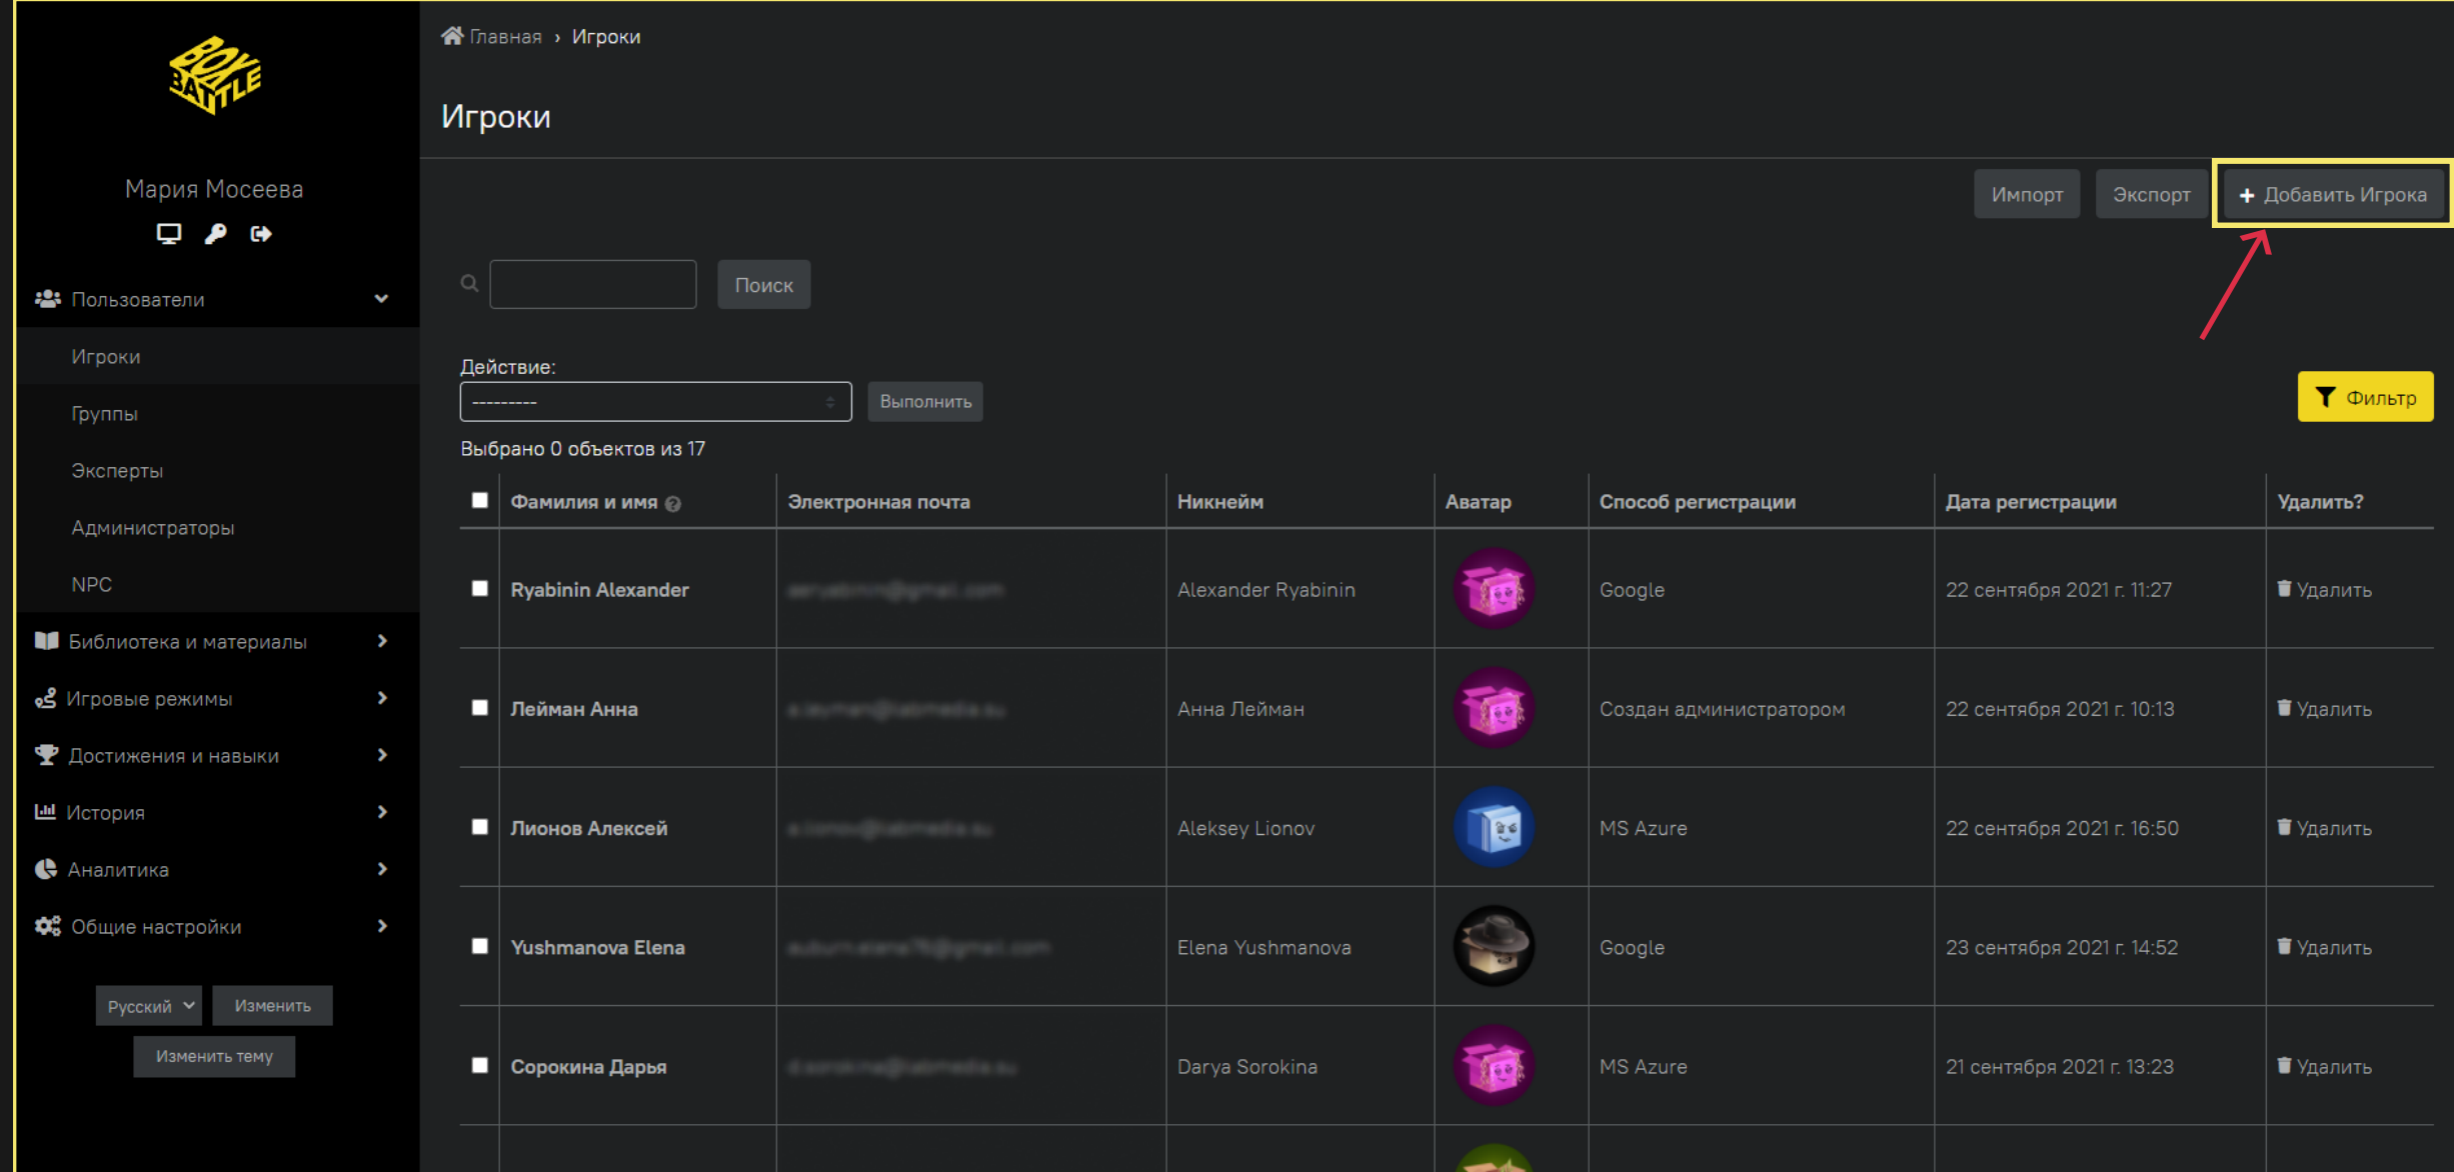 BOX BATTLE
Главная › Игроки
Игроки
Мария Мосеева
Импорт
Экспорт
+ Добавить Игрока
Поиск
Пользователи
Игроки
Группы
Эксперты
Администраторы
NPC
Библиотека и материалы
Игровые режимы
Достижения и навыки
История
Аналитика
Общие настройки
Русский
Изменить
Изменить тему
Действие:
---------
Выполнить
Фильтр
Выбрано 0 объектов из 17
Фамилия и имя ? Электронная почта Никнейм Аватар Способ регистрации Дата регистрации Удалить?
Ryabinin Alexander Alexander Ryabinin Google 22 сентября 2021 г. 11:27 Удалить
Лейман Анна Анна Лейман Создан администратором 22 сентября 2021 г. 10:13 Удалить
Лионов Алексей Aleksey Lionov MS Azure 22 сентября 2021 г. 16:50 Удалить
Yushmanova Elena Elena Yushmanova Google 23 сентября 2021 г. 14:52 Удалить
Сорокина Дарья Darya Sorokina MS Azure 21 сентября 2021 г. 13:23 Удалить